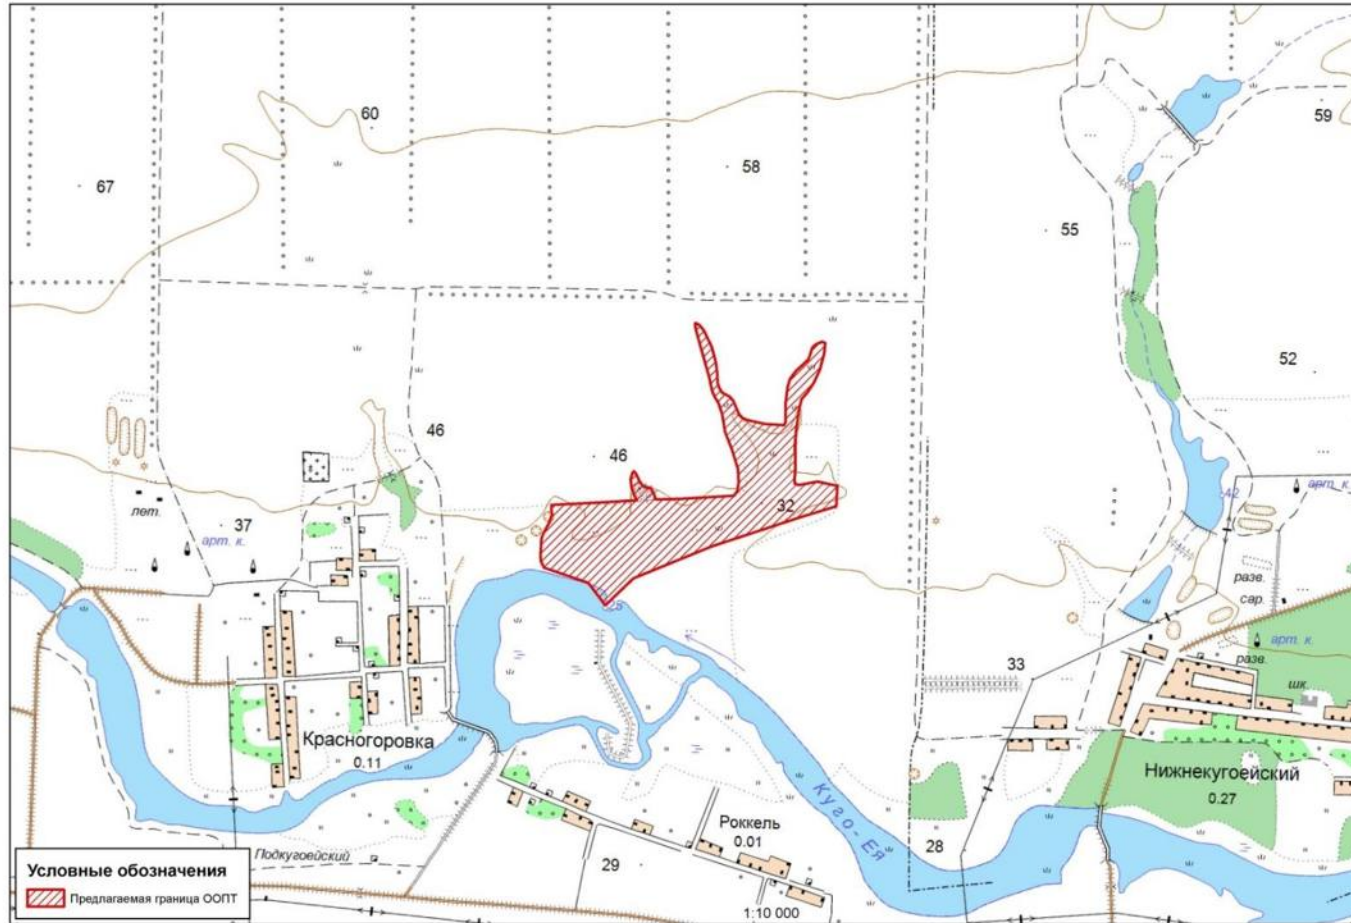 60
59
67
58
55
52
46
46
32
лет.
37
арт. к.
арт. к.
.42
разв.
сар.
арт. к.
разв.
шк.
25
33
Красногоровка
0.11
Нижнекугоейский
0.27
Куго-Ея
Роккель
0.01
28
29
Подкугоейский
1:10 000
Условные обозначения
Предлагаемая граница ООПТ